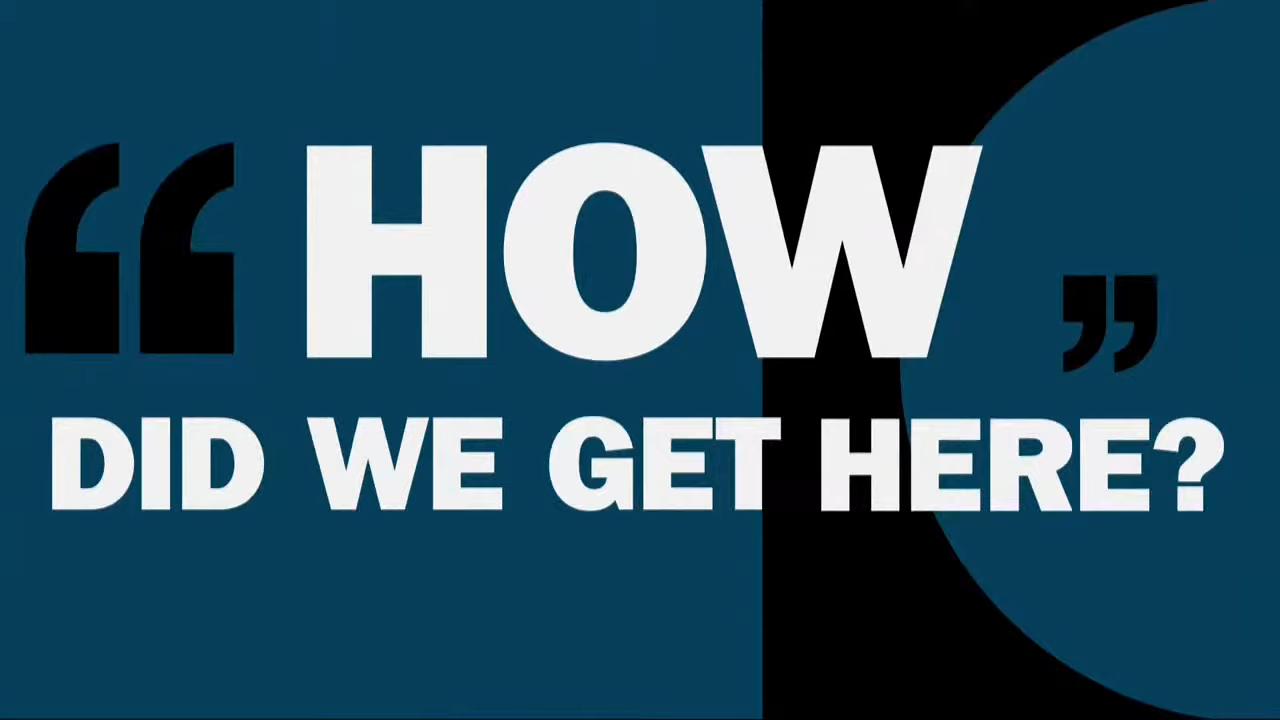 “ HOW ”
DID WE GET HERE?